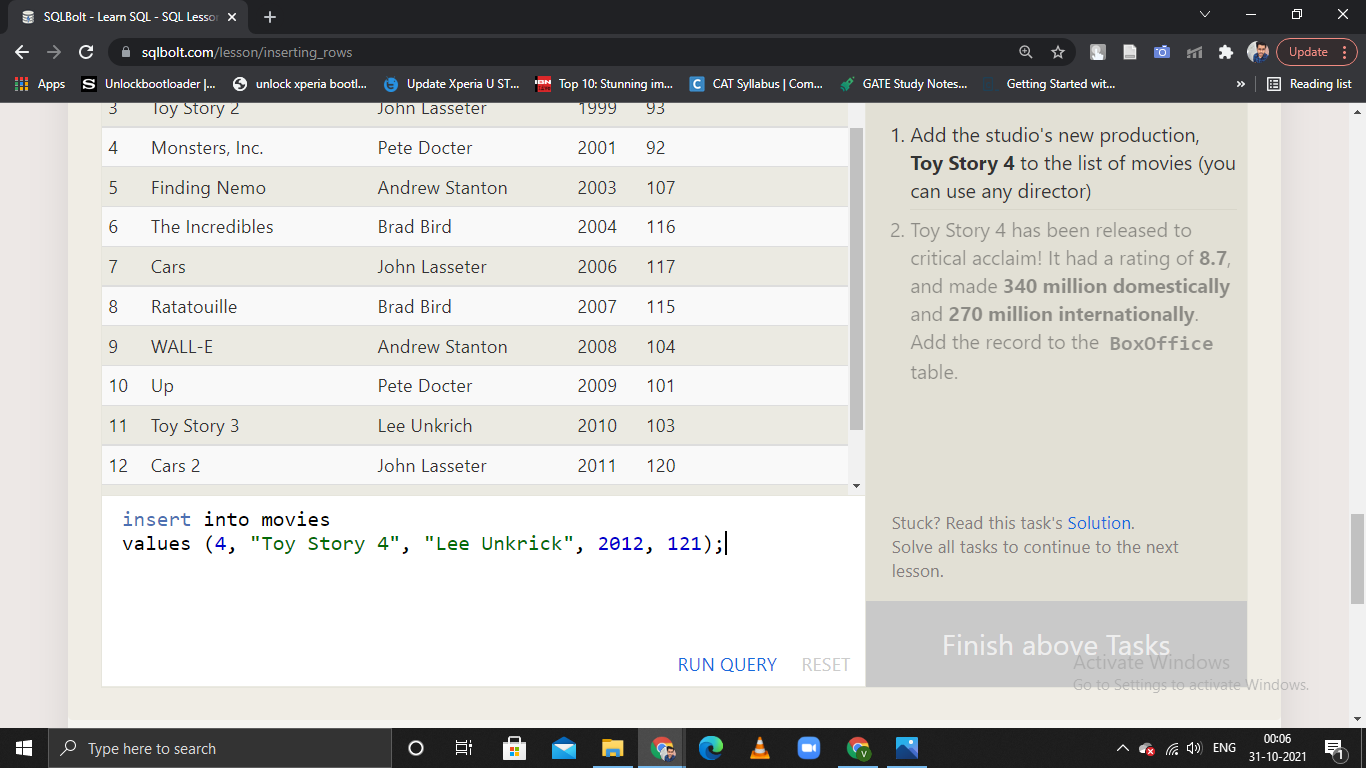 SQLBolt - Learn SQL - SQL Lesson
sqlbolt.com/lesson/inserting_rows
Update
Apps
Unlockbootloader |...
unlock xperia bootl...
Update Xperia U ST...
Top 10: Stunning im...
CAT Syllabus | Com...
GATE Study Notes...
Getting Started wit...
»
Reading list
3 Toy Story 2 John Lasseter 1999 93
4 Monsters, Inc. Pete Docter 2001 92
5 Finding Nemo Andrew Stanton 2003 107
6 The Incredibles Brad Bird 2004 116
7 Cars John Lasseter 2006 117
8 Ratatouille Brad Bird 2007 115
9 WALL-E Andrew Stanton 2008 104
10 Up Pete Docter 2009 101
11 Toy Story 3 Lee Unkrich 2010 103
12 Cars 2 John Lasseter 2011 120
insert into movies
values (4, "Toy Story 4", "Lee Unkrick", 2012, 121);
RUN QUERY RESET
1. Add the studio's new production,
Toy Story 4 to the list of movies (you
can use any director)
2. Toy Story 4 has been released to
critical acclaim! It had a rating of 8.7,
and made 340 million domestically
and 270 million internationally.
Add the record to the BoxOffice
table.
Stuck? Read this task's Solution.
Solve all tasks to continue to the next
lesson.
Finish above Tasks
Activate Windows
Go to Settings to activate Windows.
Type here to search
ENG
00:06
31-10-2021
1